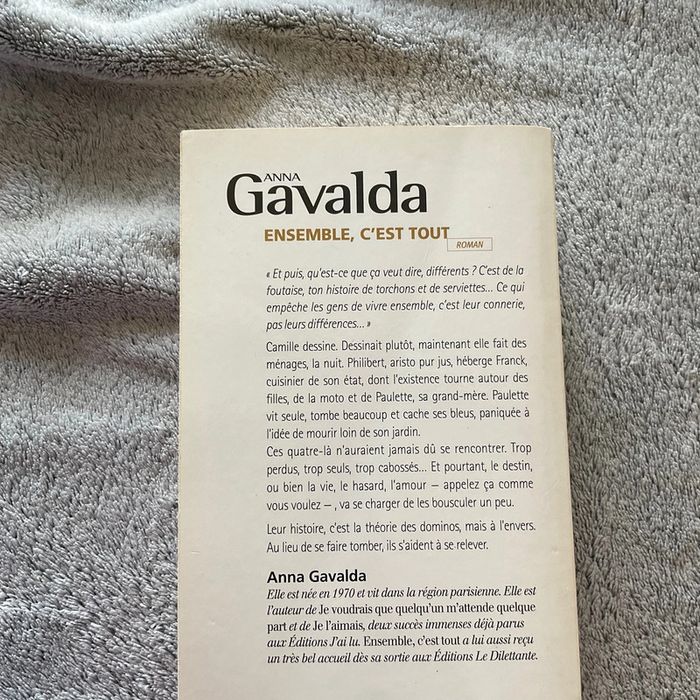 ANNA
Gavalda
ENSEMBLE, C'EST TOUT
ROMAN
« Et puis, qu'est-ce que ça veut dire, différents ? C'est de la
foutaise, ton histoire de torchons et de serviettes... Ce qui
empêche les gens de vivre ensemble, c'est leur connerie,
pas leurs différences... »
Camille dessine. Dessinait plutôt, maintenant elle fait des
ménages, la nuit. Philibert, aristo pur jus, héberge Franck,
cuisinier de son état, dont l'existence tourne autour des
filles, de la moto et de Paulette, sa grand-mère. Paulette
vit seule, tombe beaucoup et cache ses bleus, paniquée à
l'idée de mourir loin de son jardin.
Ces quatre-là n'auraient jamais dû se rencontrer. Trop
perdus, trop seuls, trop cabossés... Et pourtant, le destin,
ou bien la vie, le hasard, l'amour — appelez ça comme
vous voulez —, va se charger de les bousculer un peu.
Leur histoire, c'est la théorie des dominos, mais à l'envers.
Au lieu de se faire tomber, ils s'aident à se relever.
Anna Gavalda
Elle est née en 1970 et vit dans la région parisienne. Elle est
l'auteur de Je voudrais que quelqu'un m'attende quelque
part et de Je l'aimais, deux succès immenses déjà parus
aux Éditions J'ai lu. Ensemble, c'est tout a lui aussi reçu
un très bel accueil dès sa sortie aux Éditions Le Dilettante.